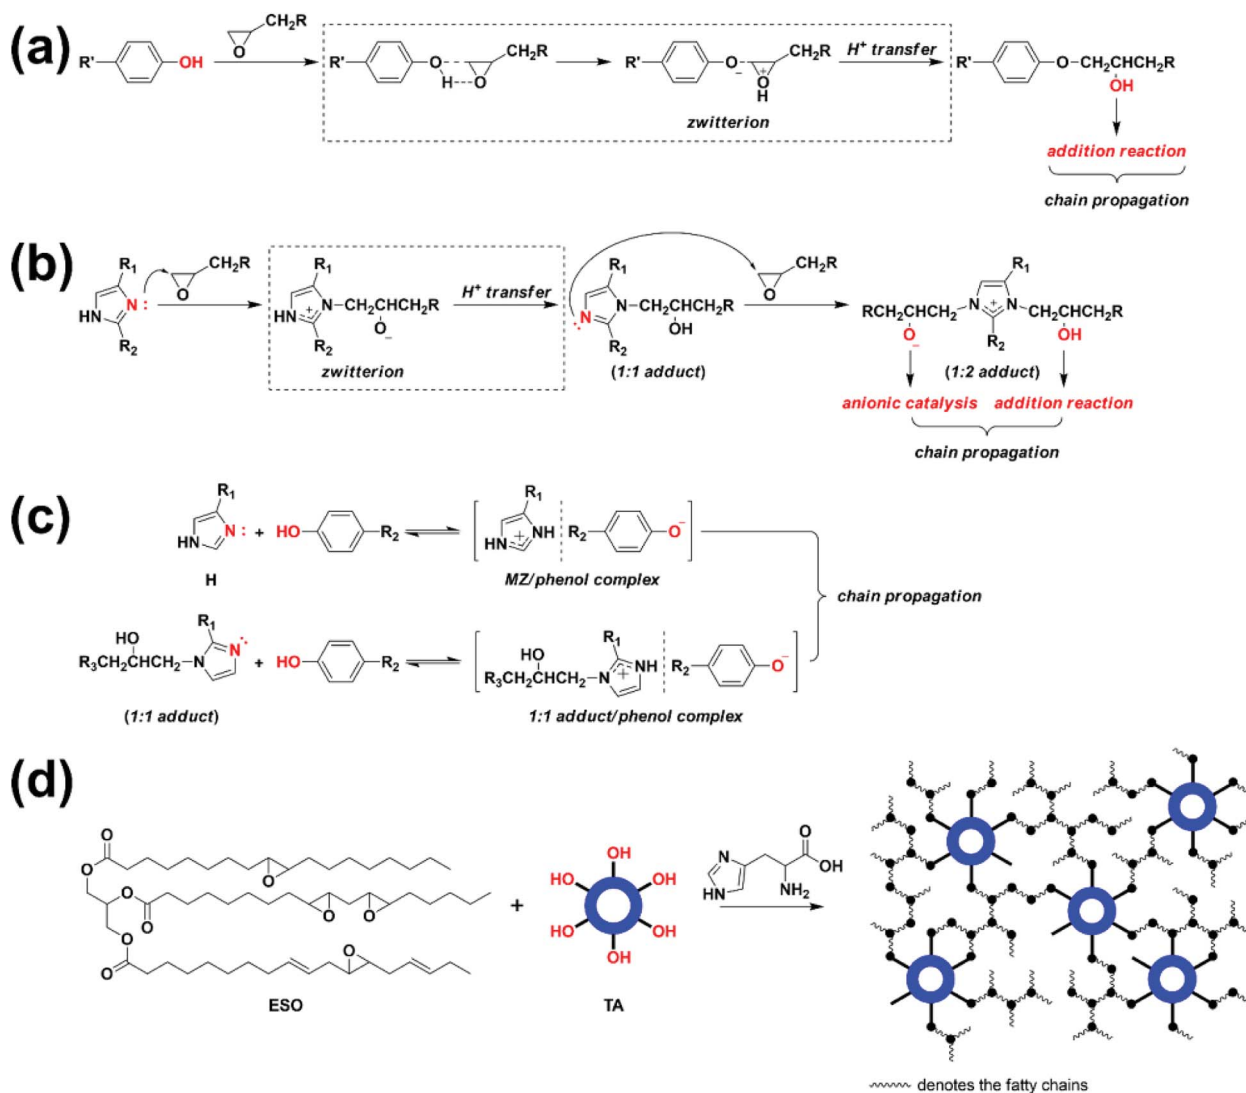 (a)
R' OH O CH₂R R' O H O CH₂R R' O⁻ O⁺ H CH₂R H⁺ transfer R' O CH₂CHCH₂R OH
zwitterion
addition reaction
chain propagation
(b)
R₁ N: HN R₂ O CH₂R R₁ HN + N CH₂CHCH₂R O⁻ R₂ H⁺ transfer R₁ N N CH₂CHCH₂R OH R₂ O CH₂R RCH₂CHCH₂ O⁻ N + N R₁ R₂ CH₂CHCH₂R OH
zwitterion
(1:1 adduct)
(1:2 adduct)
anionic catalysis addition reaction
chain propagation
(c)
R₁ HN N: + HO R₂ R₁ HN + NH R₂ O⁻
H
MZ/phenol complex
chain propagation
HO R₃CH₂CHCH₂ N R₁ N: + HO R₂ HO R₃CH₂CHCH₂ N + R₁ NH R₂ O⁻
(1:1 adduct)
1:1 adduct/phenol complex
(d)
O O O O O O O O O O
+
OH HO OH HO OH OH
N HN O OH NH₂
ESO
TA
denotes the fatty chains